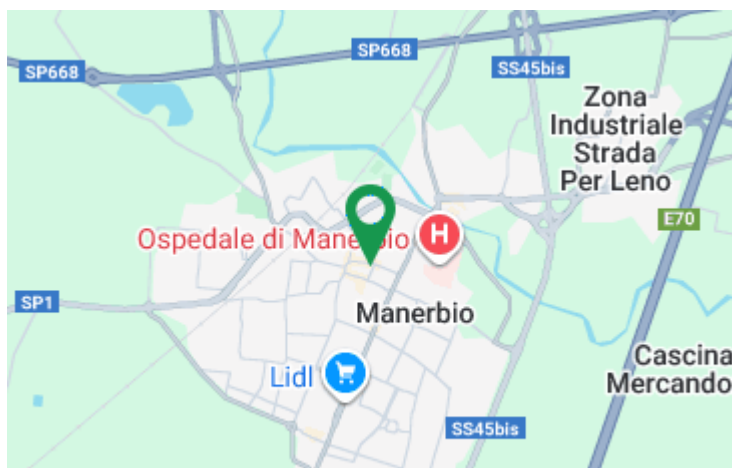 SP668
SP668
SS45bis
Zona
Industriale
Strada
Per Leno
E70
Ospedale di Manerbio
H
SP1
Manerbio
Lidl
Cascina
Mercando
SS45bis